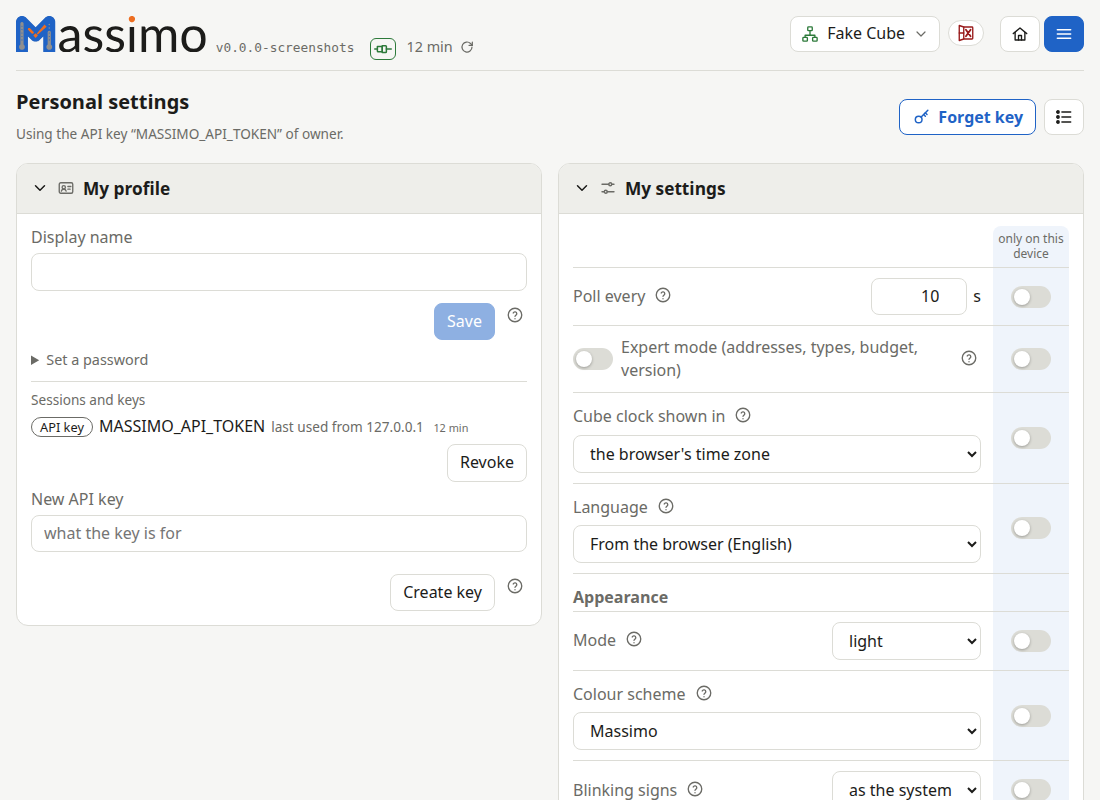 Massimo v0.0.0-screenshots 12 min Fake Cube
Personal settings
Using the API key “MASSIMO_API_TOKEN” of owner.
Forget key
My profile
Display name
Save
Set a password
Sessions and keys
API key MASSIMO_API_TOKEN last used from 127.0.0.1 12 min
Revoke
New API key
what the key is for
Create key
My settings
only on this
device
Poll every 10 s
Expert mode (addresses, types, budget,
version)
Cube clock shown in
the browser's time zone
Language
From the browser (English)
Appearance
Mode light
Colour scheme
Massimo
Blinking signs as the system